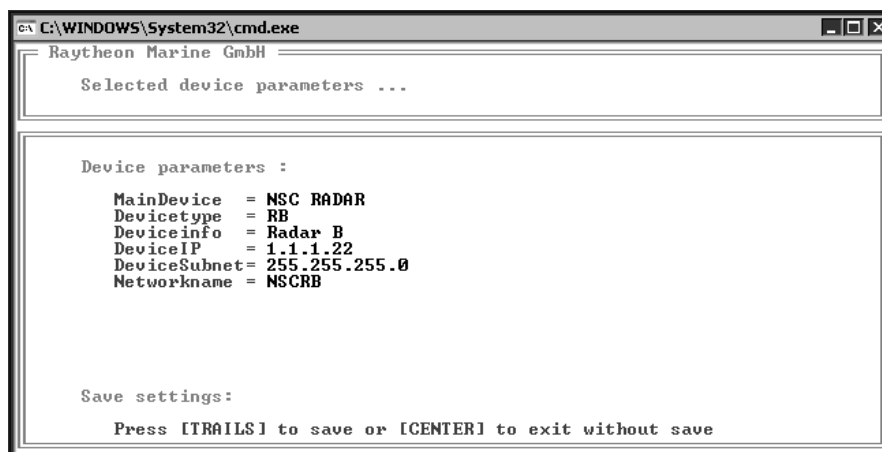 C:\WINDOWS\System32\cmd.exe
Raytheon Marine GmbH
Selected device parameters ...
Device parameters :
MainDevice = NSC RADAR
Devicetype = RB
Deviceinfo = Radar B
DeviceIP = 1.1.1.22
DeviceSubnet= 255.255.255.0
Networkname = NSCRB
Save settings:
Press [TRAILS] to save or [CENTER] to exit without save